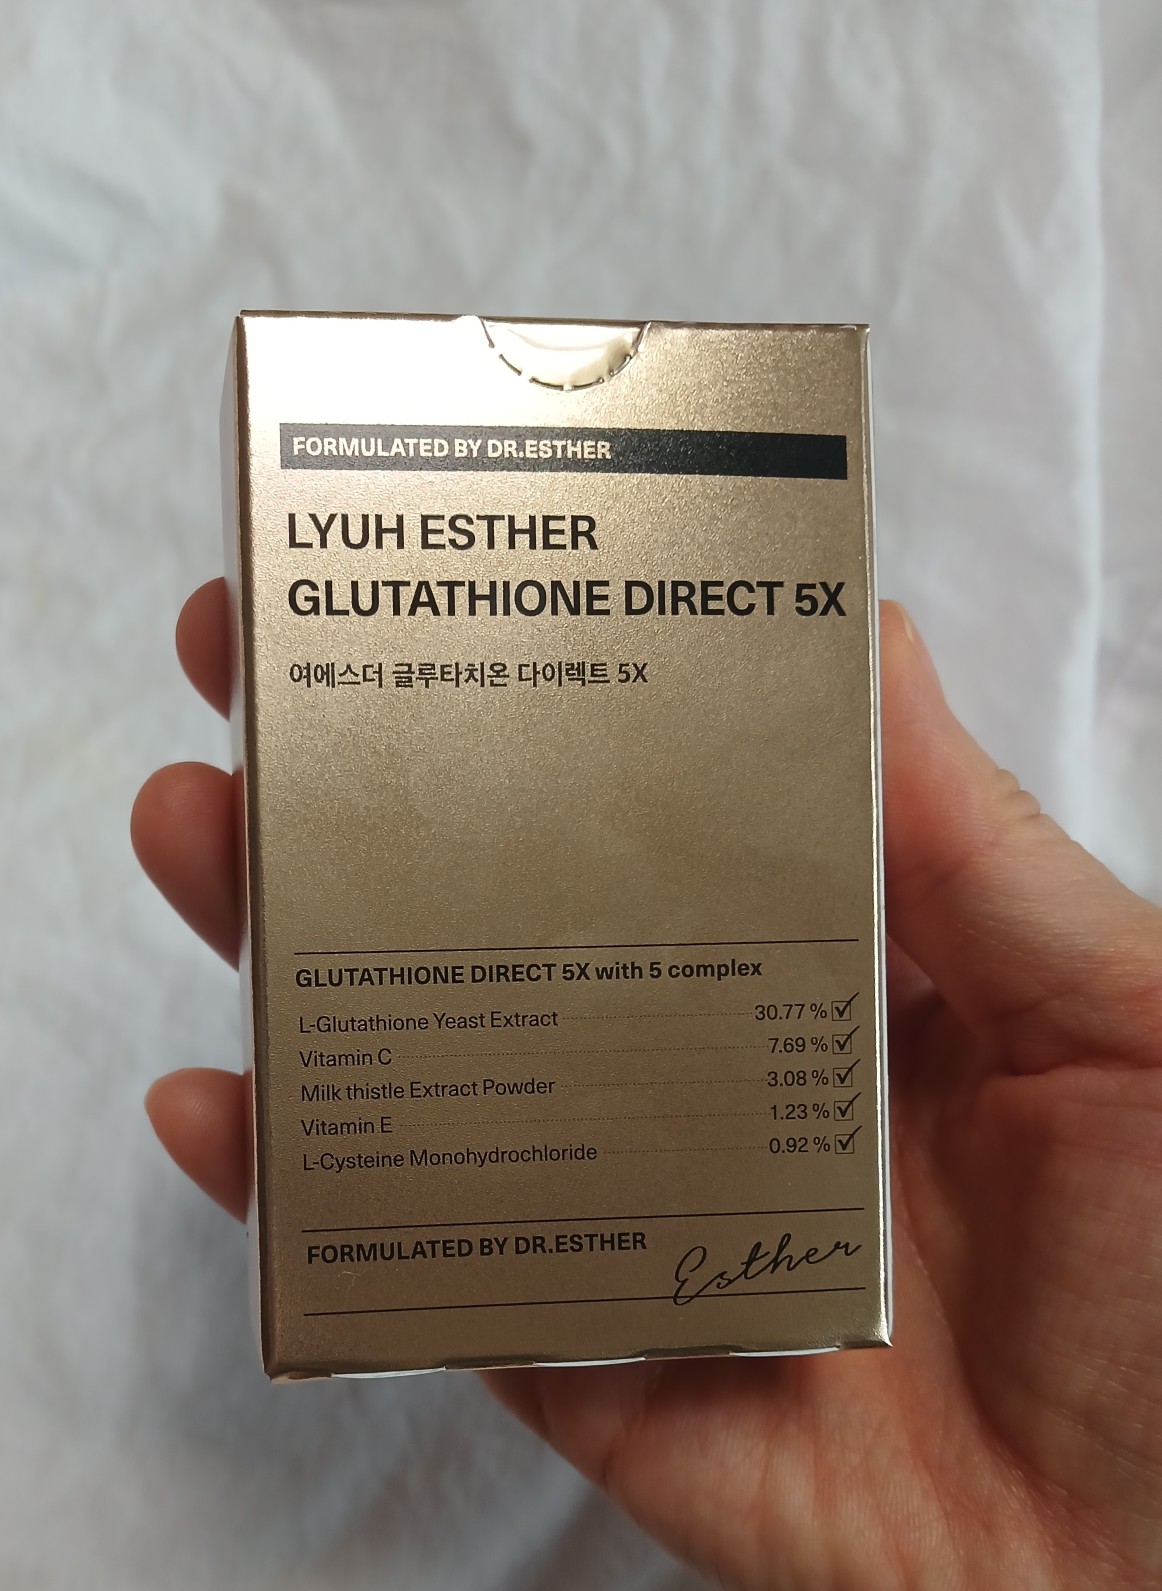 FORMULATED BY DR.ESTHER
LYUH ESTHER
GLUTATHIONE DIRECT 5X
여에스더 글루타치온 다이렉트 5X
GLUTATHIONE DIRECT 5X with 5 complex
L-Glutathione Yeast Extract 30.77 %
Vitamin C 7.69 %
Milk thistle Extract Powder 3.08 %
Vitamin E 1.23 %
L-Cysteine Monohydrochloride 0.92 %
FORMULATED BY DR.ESTHER
Esther